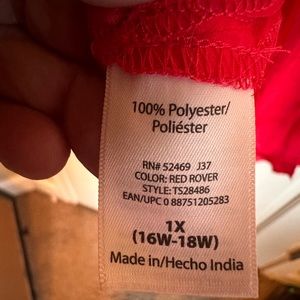 100% Polyester/
Poliéster
RN# 52469 J37
COLOR: RED ROVER
STYLE: TS28486
EAN/UPC 0 88751205283
1X
(16W-18W)
Made in/Hecho India